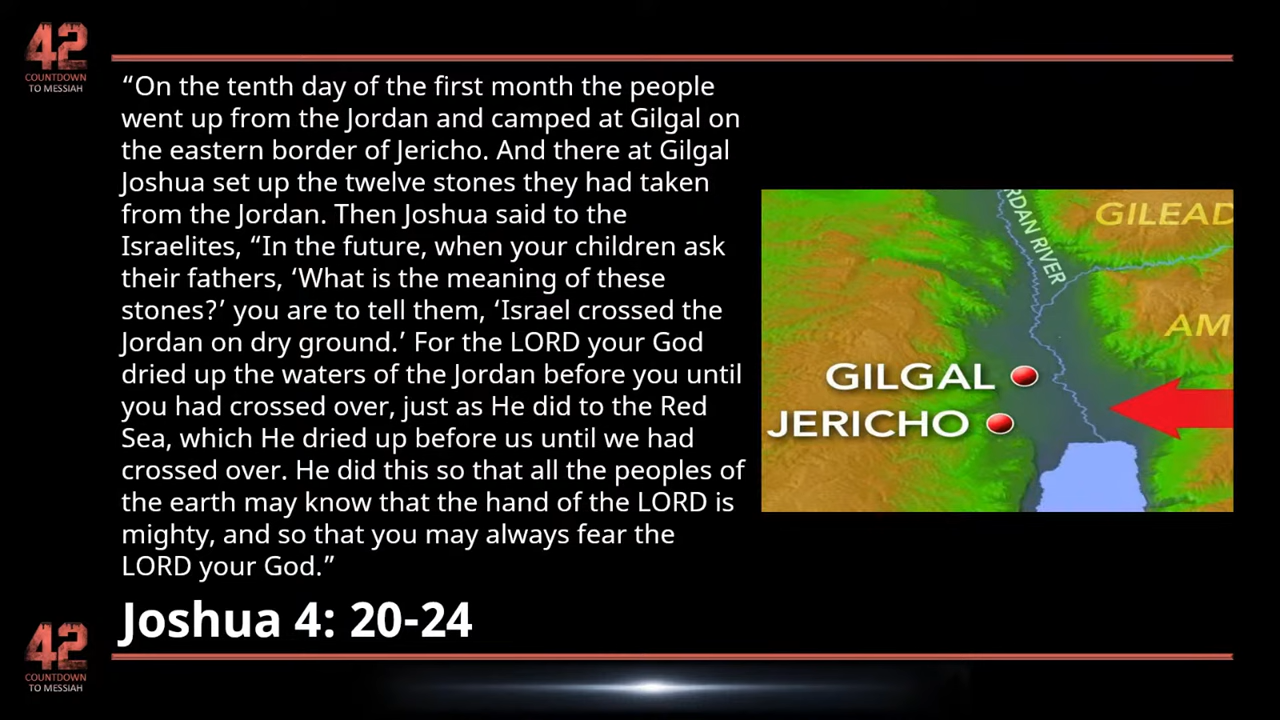 42
COUNTDOWN
TO MESSIAH
“On the tenth day of the first month the people
went up from the Jordan and camped at Gilgal on
the eastern border of Jericho. And there at Gilgal
Joshua set up the twelve stones they had taken
from the Jordan. Then Joshua said to the
Israelites, “In the future, when your children ask
their fathers, ‘What is the meaning of these
stones?’ you are to tell them, ‘Israel crossed the
Jordan on dry ground.’ For the LORD your God
dried up the waters of the Jordan before you until
you had crossed over, just as He did to the Red
Sea, which He dried up before us until we had
crossed over. He did this so that all the peoples of
the earth may know that the hand of the LORD is
mighty, and so that you may always fear the
LORD your God.”
Joshua 4: 20-24
RDAN RIVER
GILEAD
AM
GILGAL
JERICHO
42
COUNTDOWN
TO MESSIAH